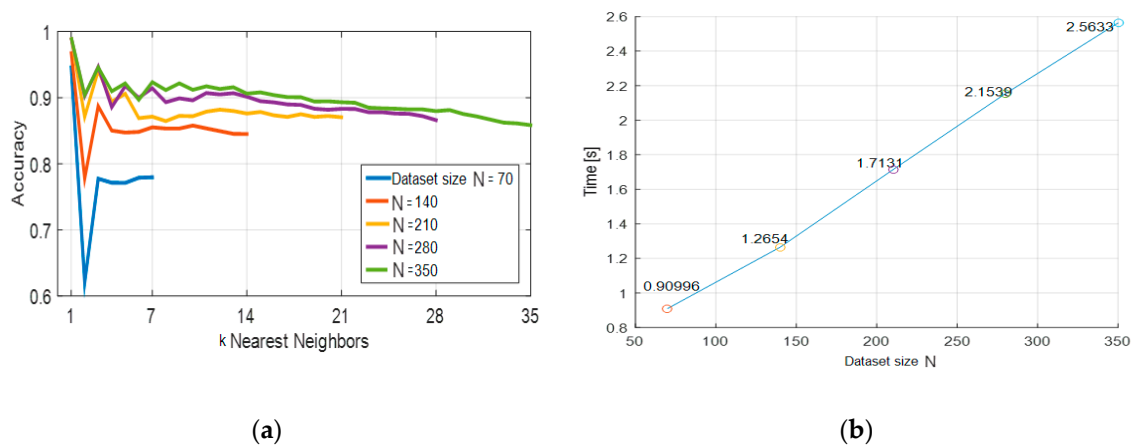 1
0.9
0.8
0.7
0.6
Accuracy
1 7 14 21 28 35
k Nearest Neighbors
Dataset size N = 70
N = 140
N = 210
N = 280
N = 350
(a)
2.6
2.4
2.2
2
1.8
1.6
1.4
1.2
1
0.8
Time [s]
2.5633
2.1539
1.7131
1.2654
0.90996
50 100 150 200 250 300 350
Dataset size N
(b)